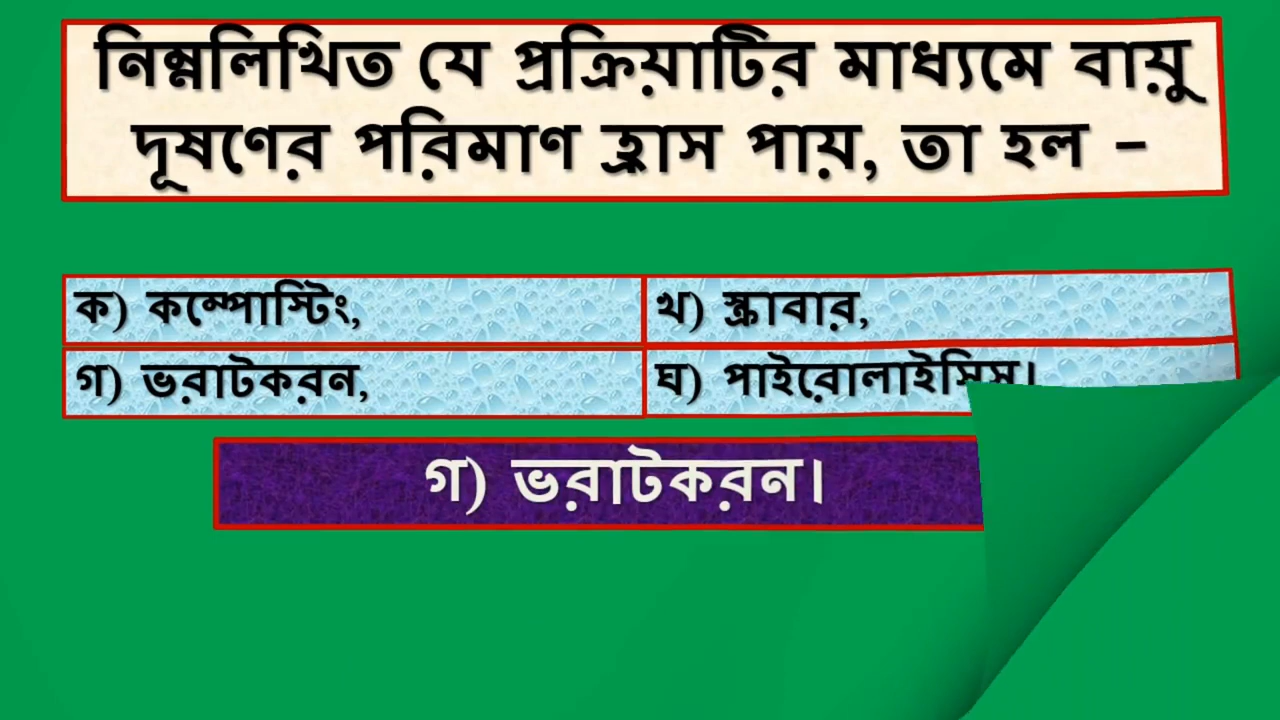 নিম্নলিখিত যে প্রক্রিয়াটির মাধ্যমে বায়ু
দূষণের পরিমাণ হ্রাস পায়, তা হল –
ক) কম্পোস্টিং,
খ) স্ক্রাবার,
গ) ভরাটকরন,
ঘ) পাইরোলাইসিস।
গ) ভরাটকরন।